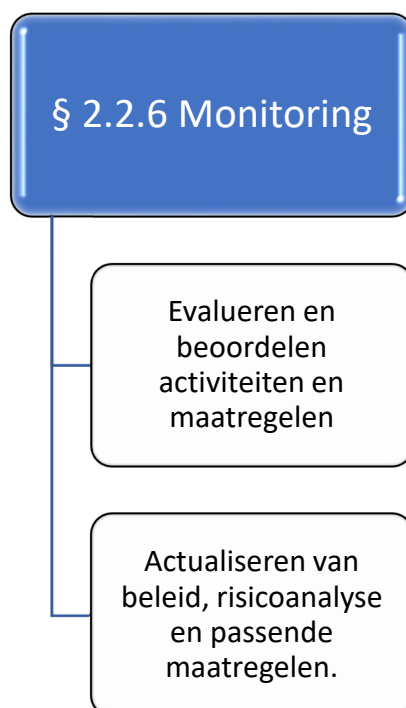 § 2.2.6 Monitoring
Evalueren en
beoordelen
activiteiten en
maatregelen
Actualiseren van
beleid, risicoanalyse
en passende
maatregelen.